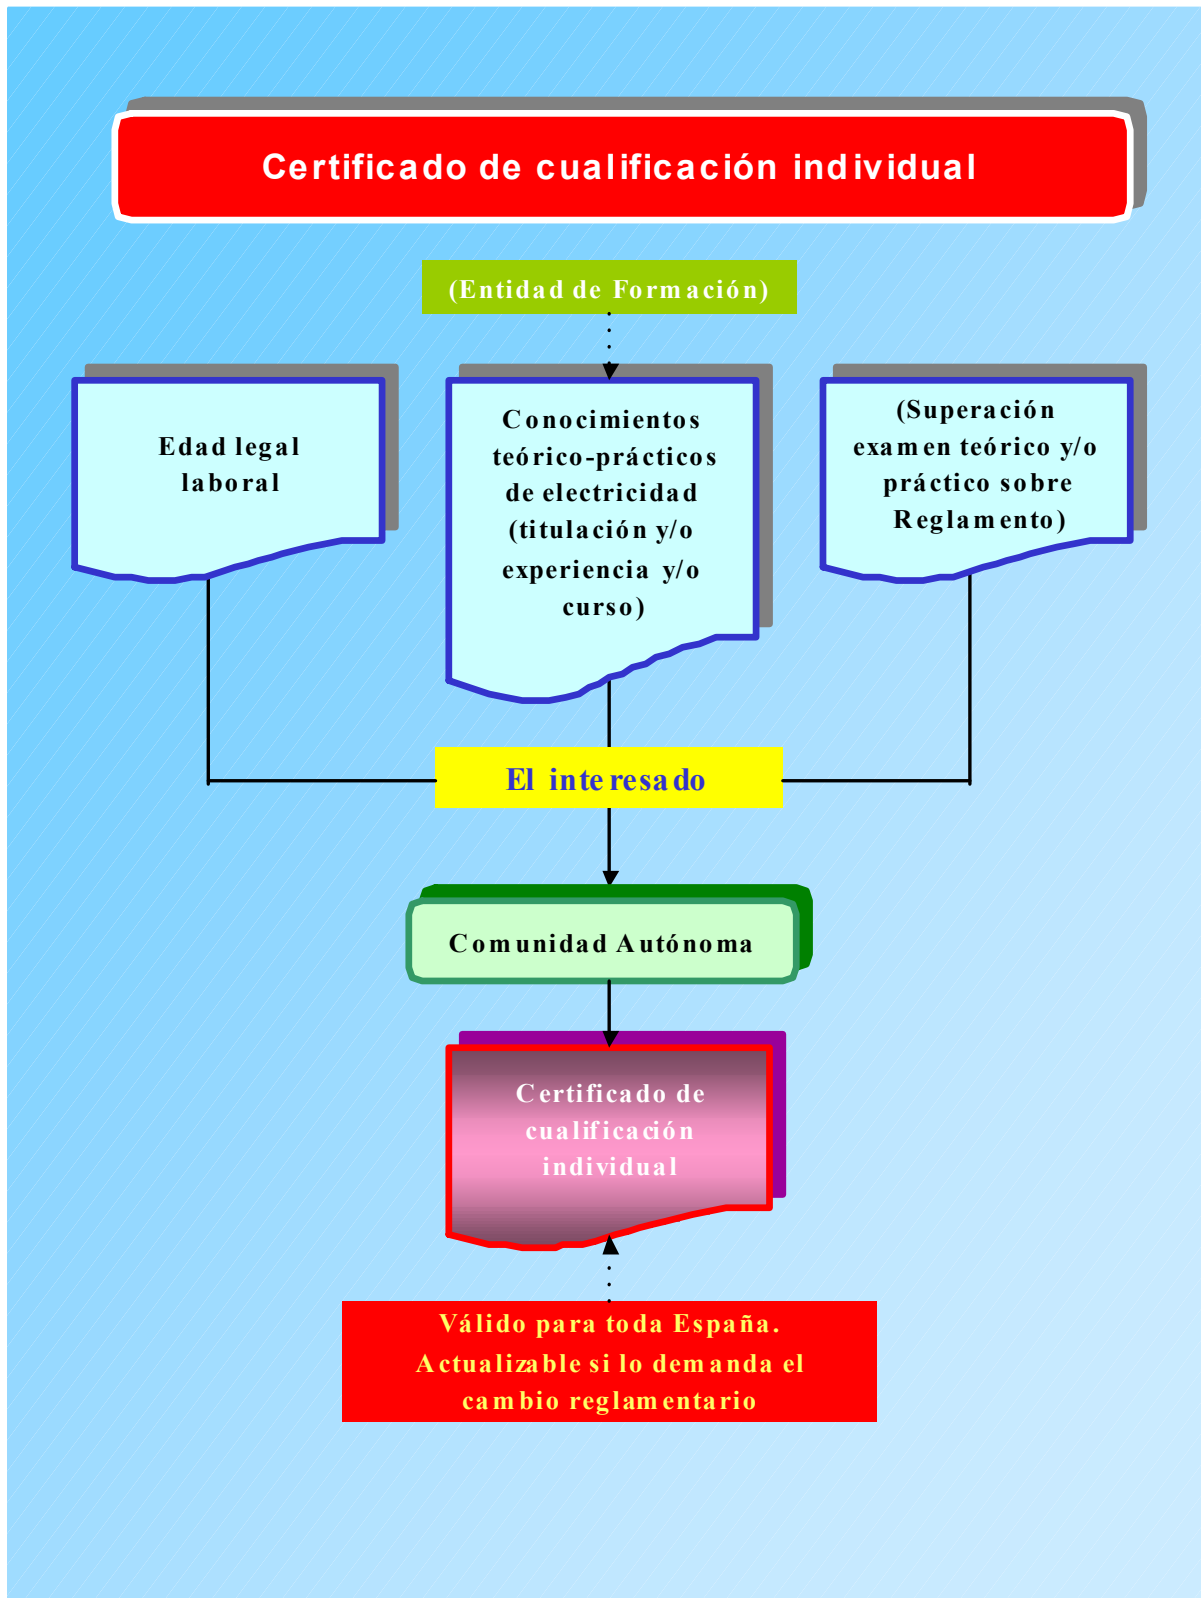 Certificado de cualificación individual
(Entidad de Formación)
Edad legal
laboral
Conocimientos
teórico-prácticos
de electricidad
(titulación y/o
experiencia y/o
curso)
(Superación
examen teórico y/o
práctico sobre
Reglamento)
El interesado
Comunidad Autónoma
Certificado de
cualificación
individual
Válido para toda España.
Actualizable si lo demanda el
cambio reglamentario